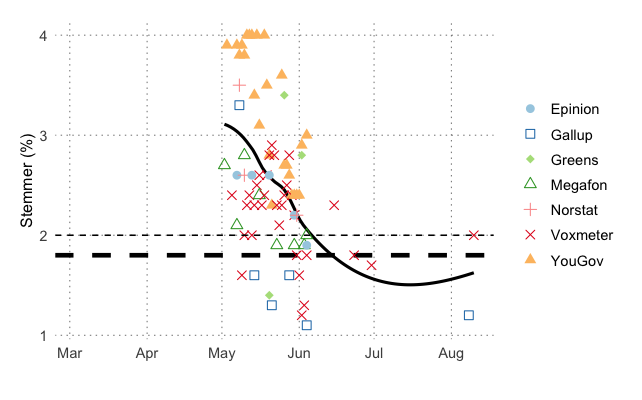 Stemmer (%)
4
3
2
1
Mar Apr May Jun Jul Aug
Epinion
Gallup
Greens
Megafon
Norstat
Voxmeter
YouGov